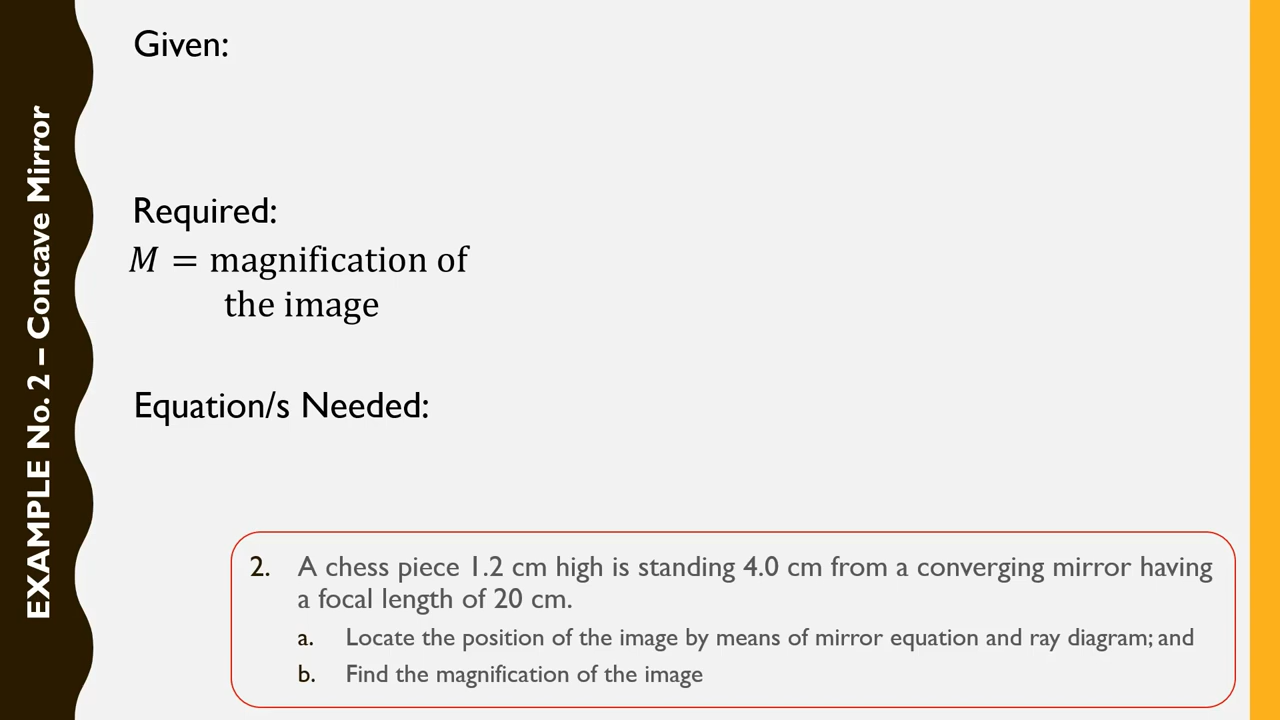 EXAMPLE No. 2 – Concave Mirror
Given:
Required:
M = magnification of
the image
Equation/s Needed:
2. A chess piece 1.2 cm high is standing 4.0 cm from a converging mirror having
a focal length of 20 cm.
a. Locate the position of the image by means of mirror equation and ray diagram; and
b. Find the magnification of the image